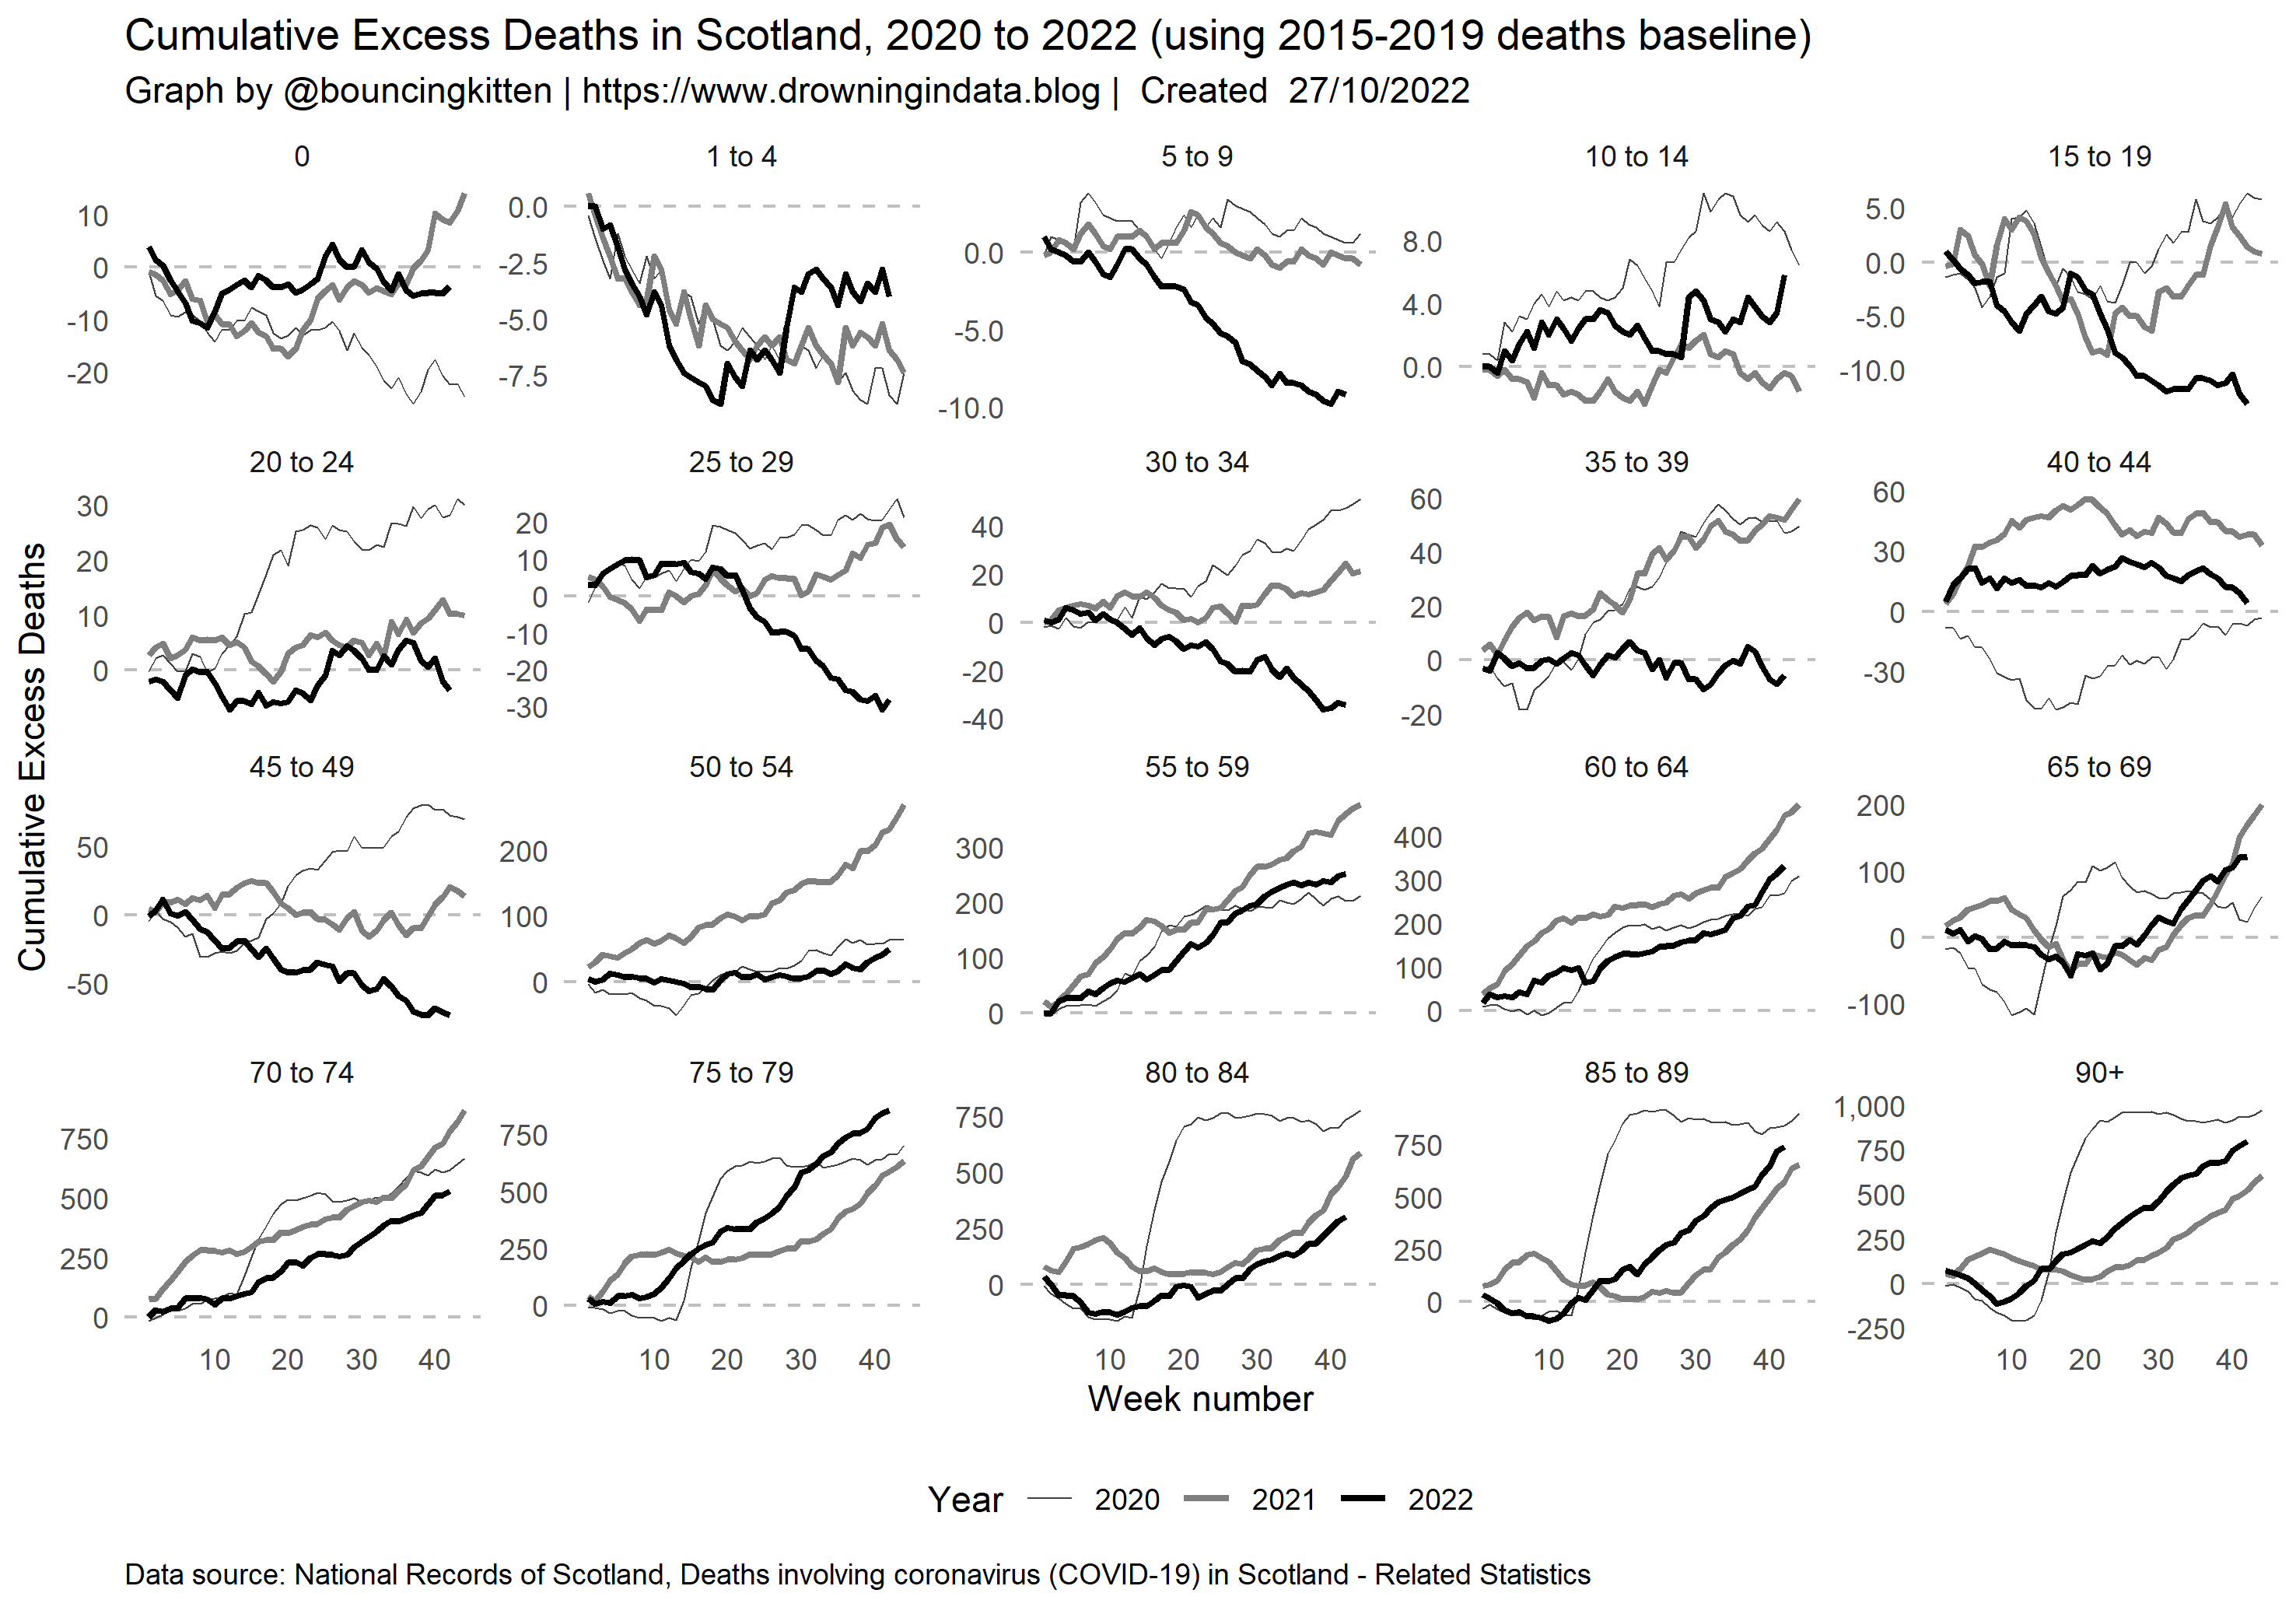 Cumulative Excess Deaths in Scotland, 2020 to 2022 (using 2015-2019 deaths baseline)
Graph by @bouncingkitten | https://www.drowningindata.blog |  Created  27/10/2022
Cumulative Excess Deaths
0
10
0
-10
-20
1 to 4
0.0
-2.5
-5.0
-7.5
5 to 9
0.0
-5.0
-10.0
10 to 14
8.0
4.0
0.0
15 to 19
5.0
0.0
-5.0
-10.0
20 to 24
30
20
10
0
25 to 29
20
10
0
-10
-20
-30
30 to 34
40
20
0
-20
-40
35 to 39
60
40
20
0
-20
40 to 44
60
30
0
-30
45 to 49
50
0
-50
50 to 54
200
100
0
55 to 59
300
200
100
0
60 to 64
400
300
200
100
0
65 to 69
200
100
0
-100
70 to 74
750
500
250
0
75 to 79
750
500
250
0
80 to 84
750
500
250
0
85 to 89
750
500
250
0
90+
1,000
750
500
250
0
-250
10 20 30 40
10 20 30 40
10 20 30 40
10 20 30 40
10 20 30 40
Week number
Year 2020 2021 2022
Data source: National Records of Scotland, Deaths involving coronavirus (COVID-19) in Scotland - Related Statistics